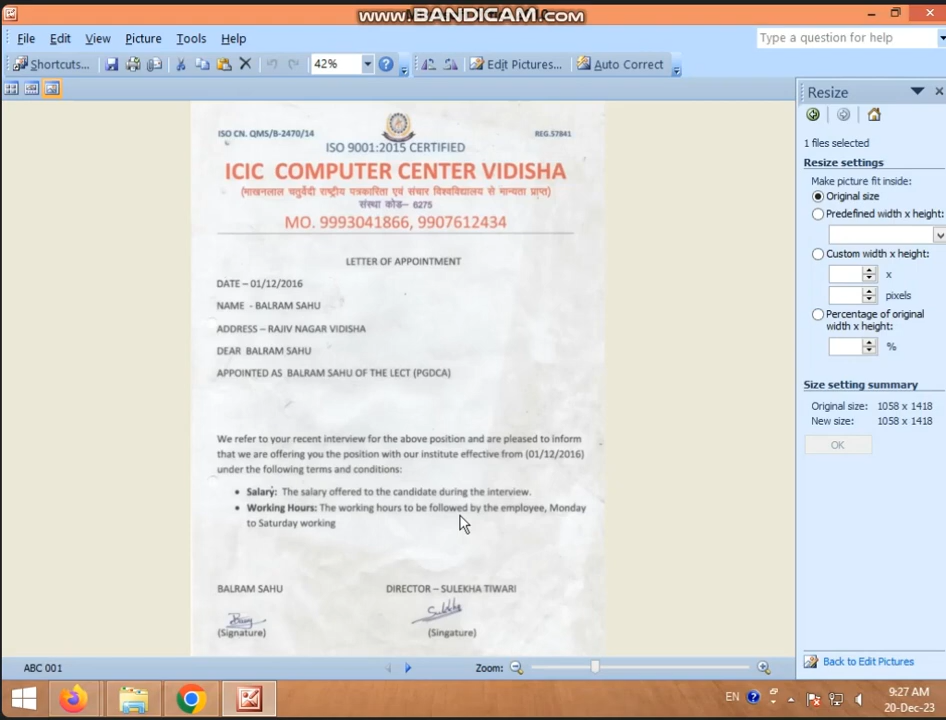 www.BANDICAM.com
File Edit View Picture Tools Help
Type a question for help
Shortcuts... 42% Edit Pictures... Auto Correct
Resize
1 files selected
Resize settings
Make picture fit inside:
Original size
Predefined width x height:
Custom width x height:
x
pixels
Percentage of original
width x height:
%
Size setting summary
Original size: 1058 x 1418
New size: 1058 x 1418
OK
Back to Edit Pictures
ISO CN. QMS/B-2470/14 REG.57841
ISO 9001:2015 CERTIFIED
ICIC COMPUTER CENTER VIDISHA
(माखनलाल चतुर्वेदी राष्ट्रीय पत्रकारिता एवं संचार विश्वविद्यालय से मान्यता प्राप्त)
संस्था कोड– 6275
MO. 9993041866, 9907612434
LETTER OF APPOINTMENT
DATE – 01/12/2016
NAME - BALRAM SAHU
ADDRESS – RAJIV NAGAR VIDISHA
DEAR BALRAM SAHU
APPOINTED AS BALRAM SAHU OF THE LECT (PGDCA)
We refer to your recent interview for the above position and are pleased to inform
that we are offering you the position with our institute effective from (01/12/2016)
under the following terms and conditions:
• Salary: The salary offered to the candidate during the interview.
• Working Hours: The working hours to be followed by the employee, Monday
to Saturday working
BALRAM SAHU DIRECTOR – SULEKHA TIWARI
(Signature) (Singature)
ABC 001 Zoom:
EN 9:27 AM
20-Dec-23